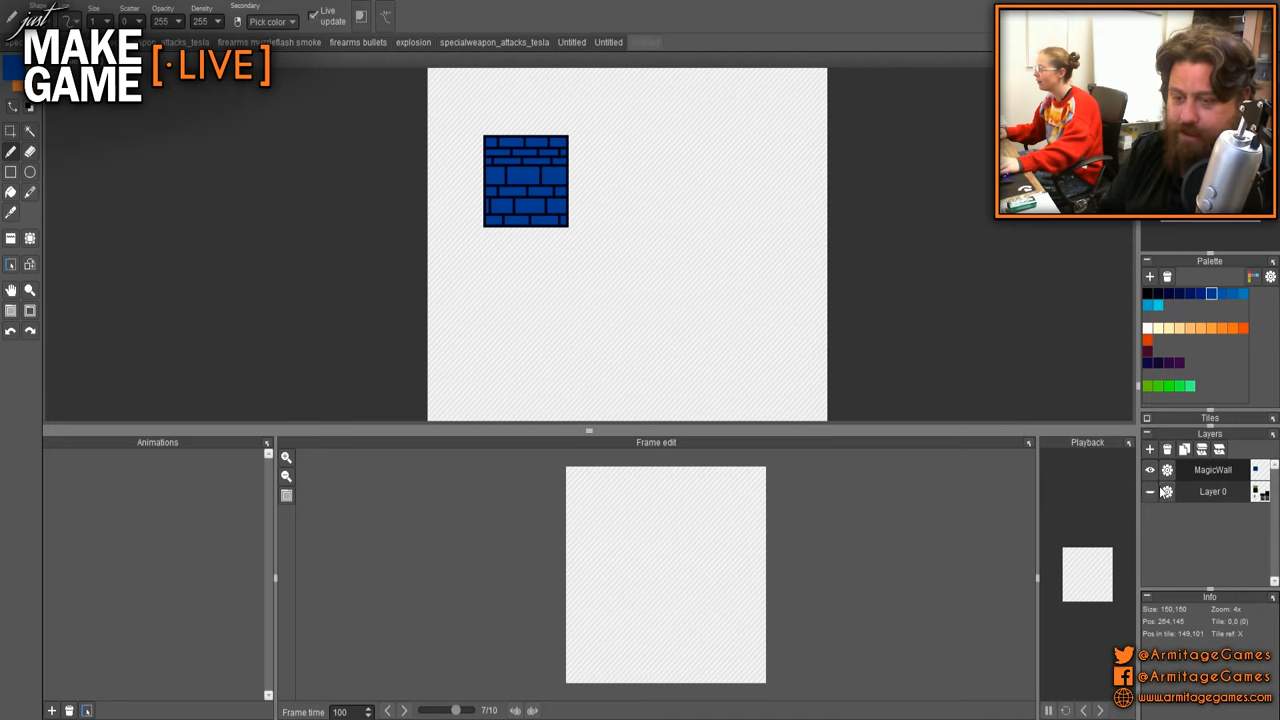 Scatter Opacity Density Secondary
1 0 255 255 Pick color Live update
just
MAKE
GAME
[·LIVE]
_attacks_tesla firearms muzzleflash smoke firearms bullets explosion specialweapon_attacks_tesla Untitled Untitled Untitled
Palette
Tiles
Layers
MagicWall
Layer 0
Animations Frame edit Playback
Info
Size: 150,150 Zoom: 4x
Pos: 264,145 Tile: 0,0 (0)
Pos in tile: 149,101 Tile ref: X
@ArmitageGames
@ArmitageGames
www.armitagegames.com
Frame time 100 7/10